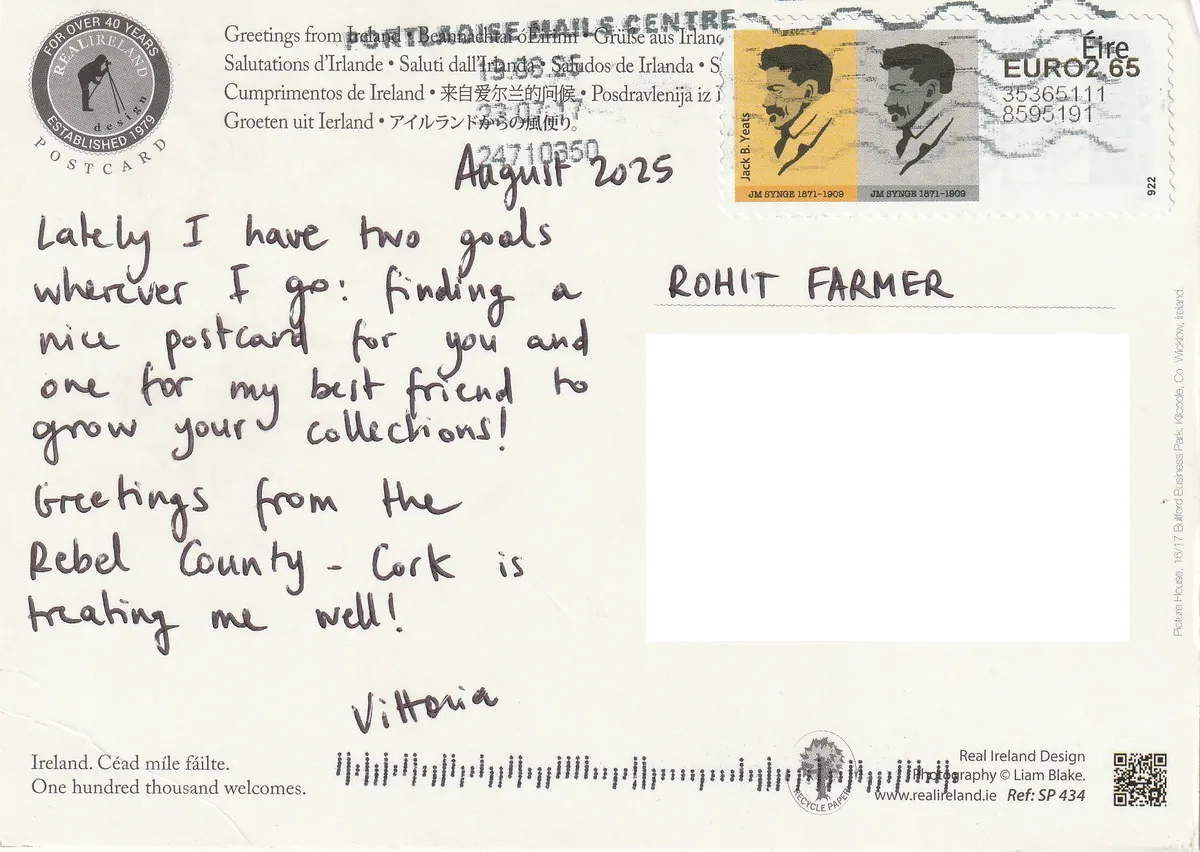 FOR OVER 40 YEARS
REALIRELAND
design
ESTABLISHED 1979
POSTCARD
Greetings from Ireland • Beannachtaí ó Éirinn • Grüße aus Irland
Salutations d'Irlande • Saluti dall'Irlanda • Saludos de Irlanda • S
Cumprimentos de Ireland • 来自爱尔兰的问候 • Posdravlenija iz i
Groeten uit Ierland • アイルランドからの風便り。
PORTLAOISE MAILS CENTRE
24710350
Jack B. Yeats
JM SYNGE 1871–1909
JM SYNGE 1871–1909
Éire
EURO2.65
35365111
8595191
922
August 2025
Lately I have two goals
wherever I go: finding a
nice postcard for you and
one for my best friend to
grow your collections!
Greetings from the
Rebel County - Cork is
treating me well!
Vittoria
ROHIT FARMER
Picture House, 16/17 Bulford Business Park, Kilcoole, Co. Wicklow, Ireland.
Ireland. Céad míle fáilte.
One hundred thousand welcomes.
RECYCLE PAPER
Real Ireland Design
Photography © Liam Blake.
www.realireland.ie Ref: SP 434